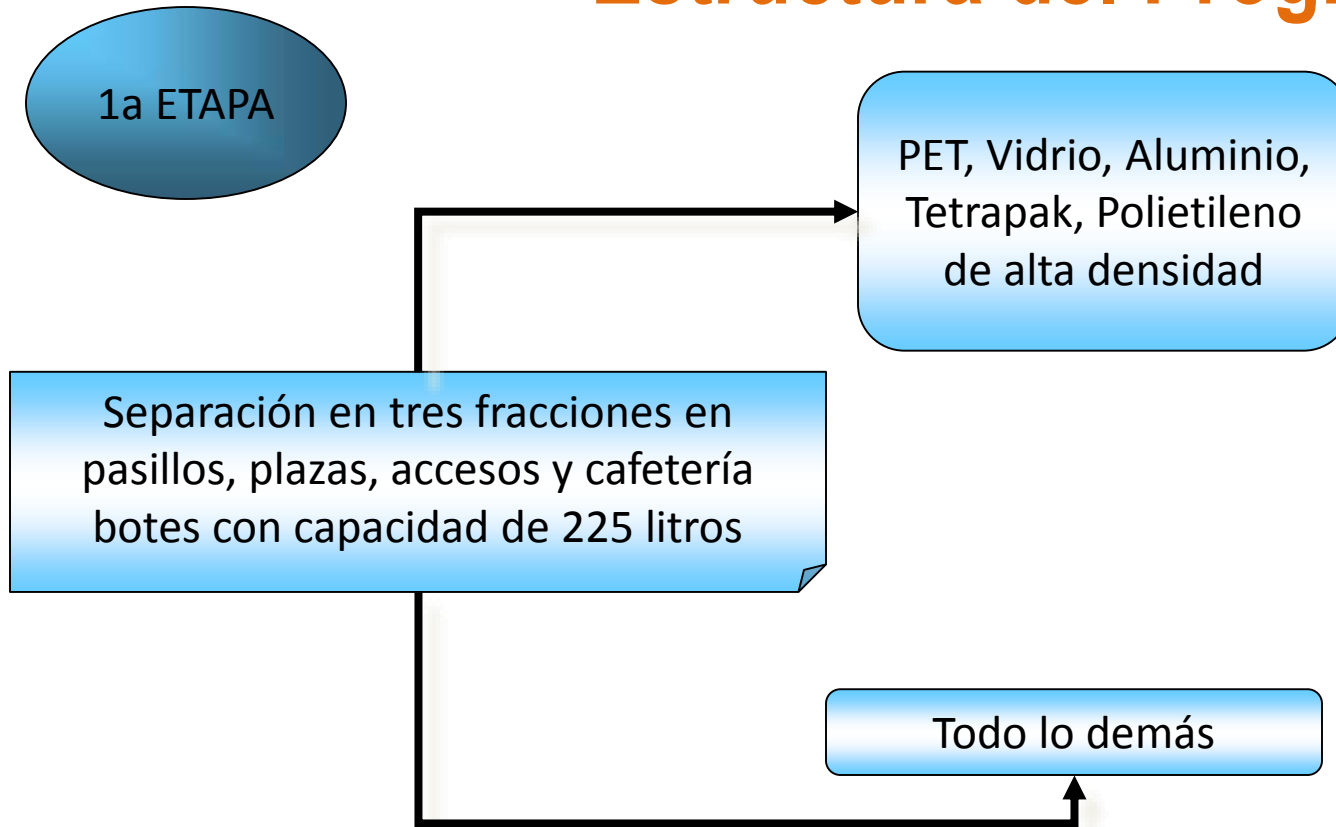 1a ETAPA
PET, Vidrio, Aluminio,
Tetrapak, Polietileno
de alta densidad
Separación en tres fracciones en
pasillos, plazas, accesos y cafetería
botes con capacidad de 225 litros
Todo lo demás